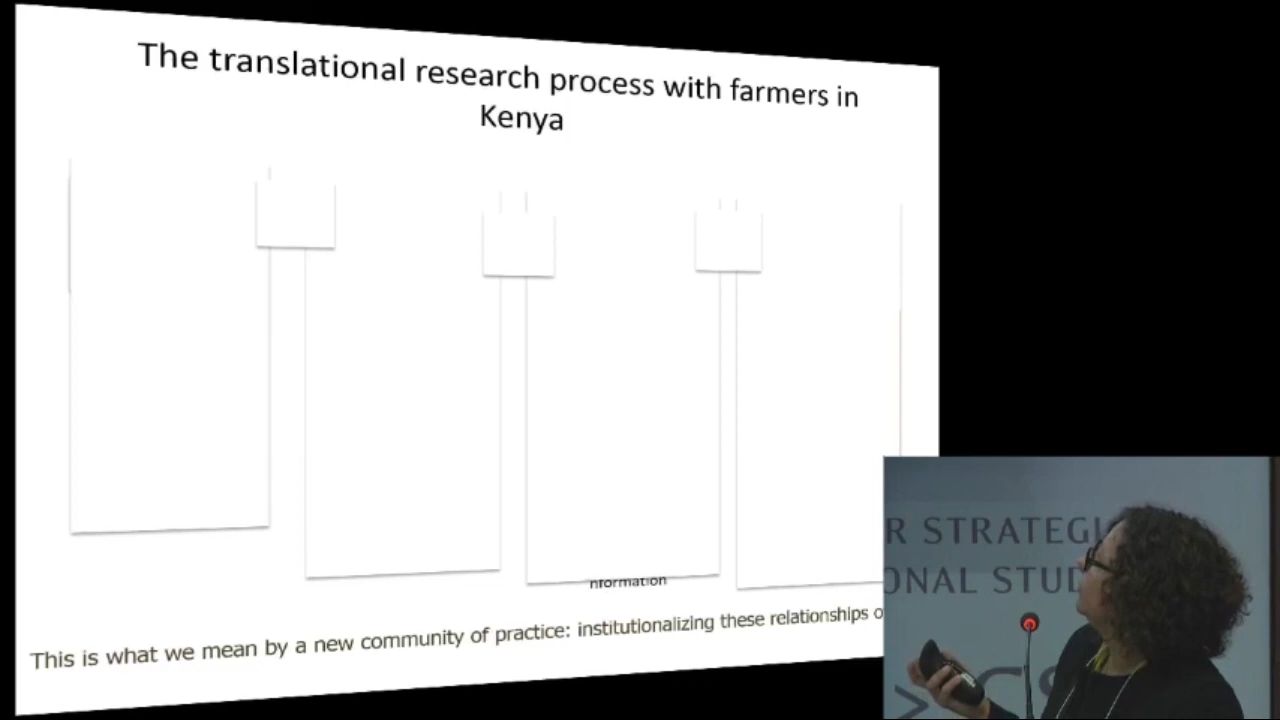 The translational research process with farmers in
Kenya
nformation
This is what we mean by a new community of practice: institutionalizing these relationships o
R STRATEGI
ONAL STUD